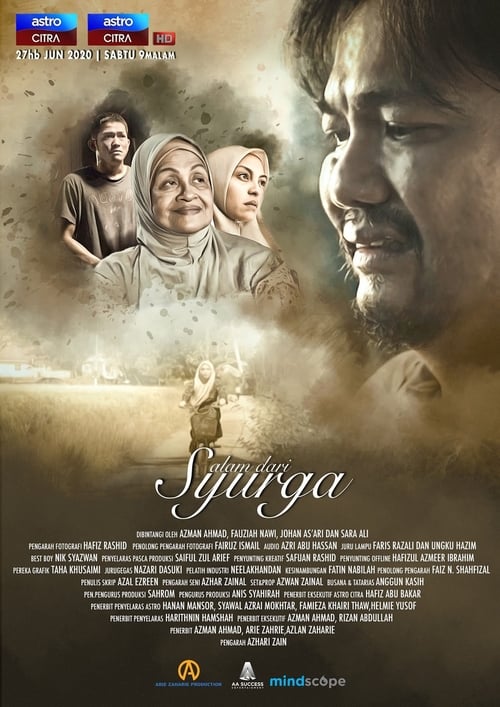 astro astro
CITRA CITRA HD
27hb JUN 2020 | SABTU 9MALAM
Salam dari
Syurga
DIBINTANGI OLEH AZMAN AHMAD, FAUZIAH NAWI, JOHAN AS'ARI DAN SARA ALI
PENGARAH FOTOGRAFI HAFIZ RASHID PENOLONG PENGARAH FOTOGRAFI FAIRUZ ISMAIL AUDIO AZRI ABU HASSAN JURU LAMPU FARIS RAZALI DAN UNGKU HAZIM
BEST BOY NIK SYAZWAN PENYELARAS PASCA PRODUKSI SAIFUL ZUL ARIEF PENYUNTING KREATIF SAFUAN RASHID PENYUNTING OFFLINE HAFIZUL AZMEER IBRAHIM
PEREKA GRAFIK TAHA KHUSAIMI JURUGEGAS NAZARI DASUKI PELATIH INDUSTRI NEELAKHANDAN KESINAMBUNGAN FATIN NABILAH PENOLONG PENGARAH FAIZ N. SHAHFIZAL
PENULIS SKRIP AZAL EZREEN PENGARAH SENI AZHAR ZAINAL SETAPROP AZWAN ZAINAL BUSANA & TATARIAS ANGGUN KASIH
PEN.PENGURUS PRODUKSI SAHROM PENGURUS PRODUKSI ANIS SYAHIRAH PENERBIT EKSEKUTIF ASTRO CITRA HAFIZ ABU BAKAR
PENERBIT PENYELARAS ASTRO HANAN MANSOR, SYAWAL AZRAI MOKHTAR, FAMIEZA KHAIRI THAW,HELMIE YUSOF
PENERBIT PENYELARAS HARITHNIN HAMSHAH PENERBIT EKSEKUTIF AZMAN AHMAD, RIZAN ABDULLAH
PENERBIT AZMAN AHMAD, ARIE ZAHRIE,AZLAN ZAHARIE
PENGARAH AZHARI ZAIN
ARIE ZAHARIE PRODUCTION AA SUCCESS mindscope
ENTERTAINMENT